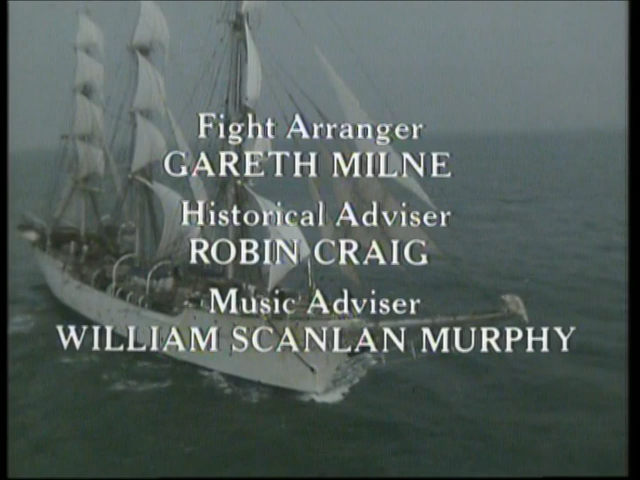 Fight Arranger
GARETH MILNE
Historical Adviser
ROBIN CRAIG
Music Adviser
WILLIAM SCANLAN MURPHY